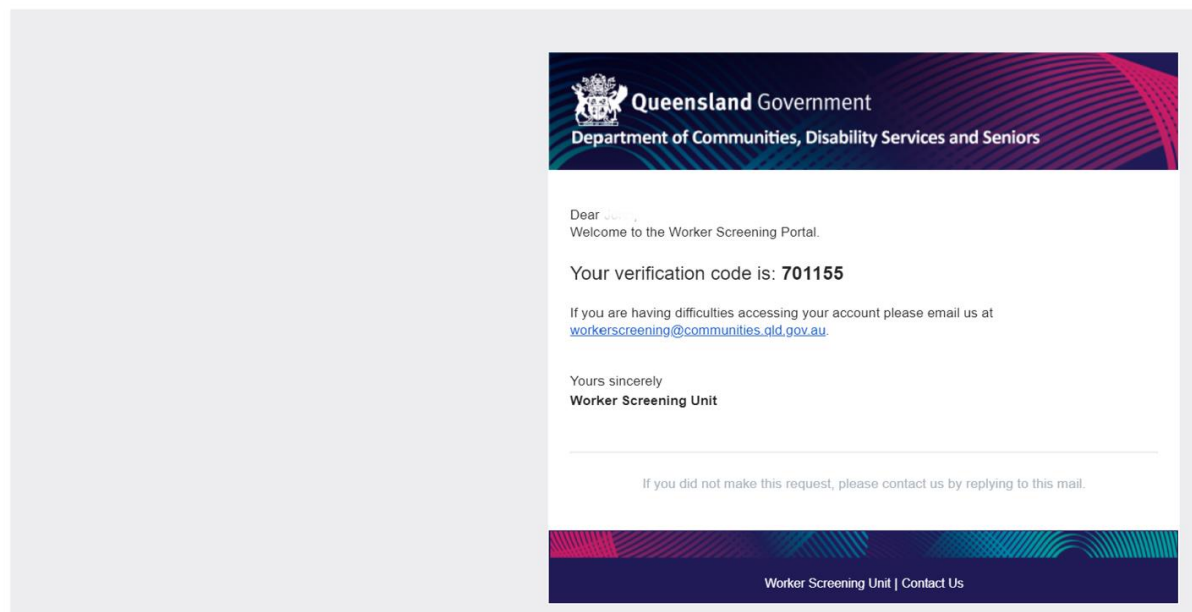 Queensland Government
Department of Communities, Disability Services and Seniors
Dear
Welcome to the Worker Screening Portal.
Your verification code is: 701155
If you are having difficulties accessing your account please email us at
workerscreening@communities.qld.gov.au.
Yours sincerely
Worker Screening Unit
If you did not make this request, please contact us by replying to this mail.
Worker Screening Unit | Contact Us